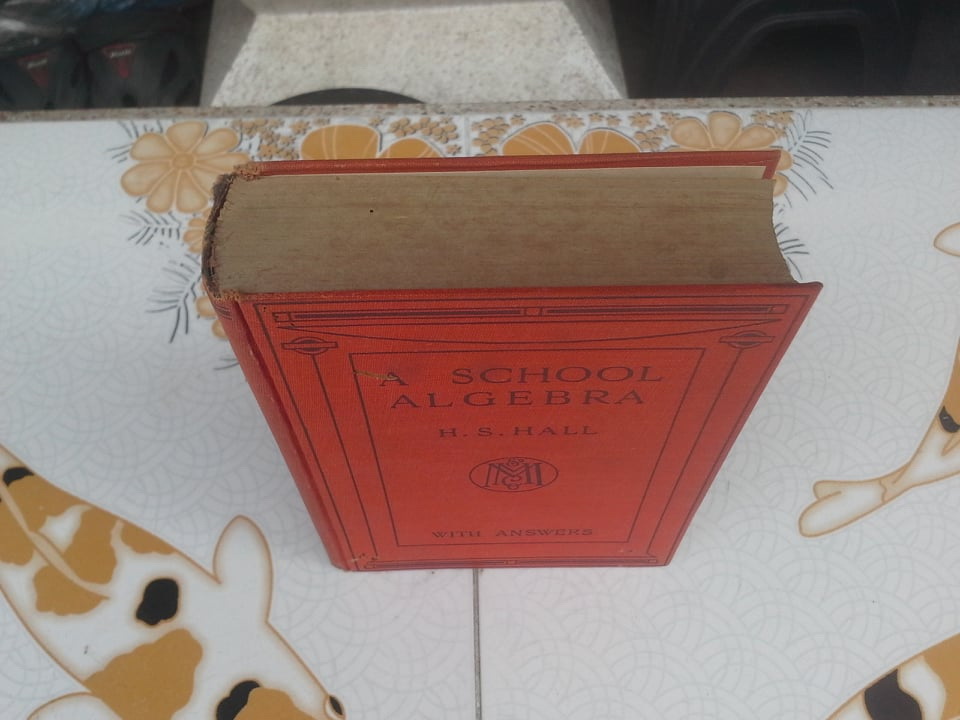 A SCHOOL
ALGEBRA
H. S. HALL
WITH ANSWERS